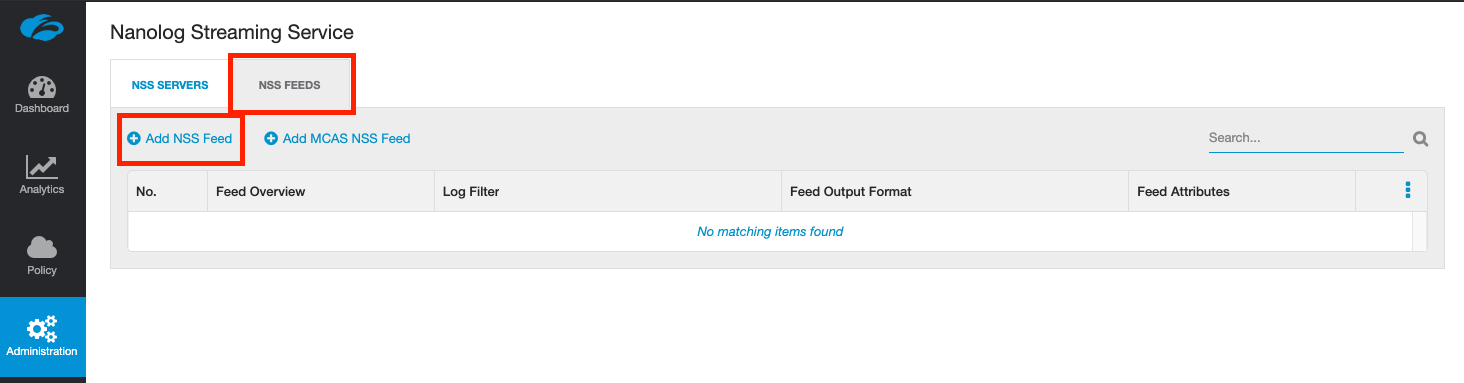 Nanolog Streaming Service
Dashboard
Analytics
Policy
Administration
NSS SERVERS NSS FEEDS
Add NSS Feed Add MCAS NSS Feed Search...
No. Feed Overview Log Filter Feed Output Format Feed Attributes
No matching items found